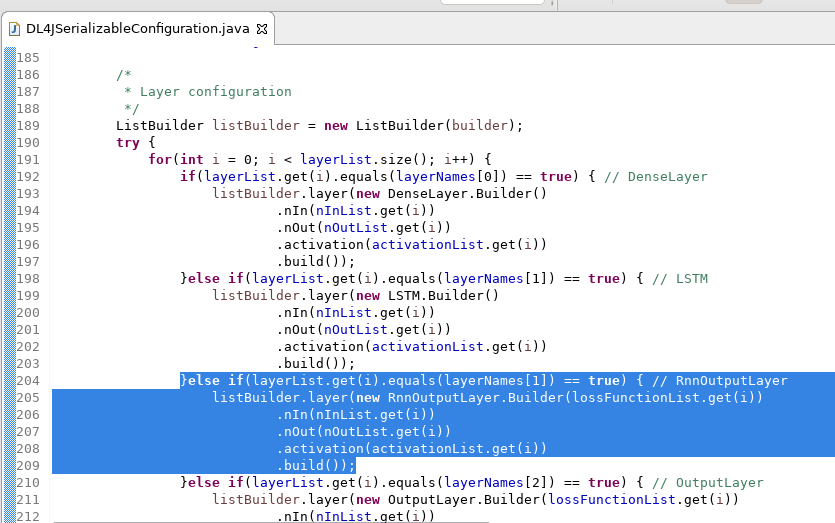 DL4JSerializableConfiguration.java
185
186 /*
187 * Layer configuration
188 */
189 ListBuilder listBuilder = new ListBuilder(builder);
190 try {
191 for(int i = 0; i < layerList.size(); i++) {
192 if(layerList.get(i).equals(layerNames[0]) == true) { // DenseLayer
193 listBuilder.layer(new DenseLayer.Builder()
194 .nIn(nInList.get(i))
195 .nOut(nOutList.get(i))
196 .activation(activationList.get(i))
197 .build());
198 }else if(layerList.get(i).equals(layerNames[1]) == true) { // LSTM
199 listBuilder.layer(new LSTM.Builder()
200 .nIn(nInList.get(i))
201 .nOut(nOutList.get(i))
202 .activation(activationList.get(i))
203 .build());
204 }else if(layerList.get(i).equals(layerNames[1]) == true) { // RnnOutputLayer
205 listBuilder.layer(new RnnOutputLayer.Builder(lossFunctionList.get(i))
206 .nIn(nInList.get(i))
207 .nOut(nOutList.get(i))
208 .activation(activationList.get(i))
209 .build());
210 }else if(layerList.get(i).equals(layerNames[2]) == true) { // OutputLayer
211 listBuilder.layer(new OutputLayer.Builder(lossFunctionList.get(i))
212 .nIn(nInList.get(i))